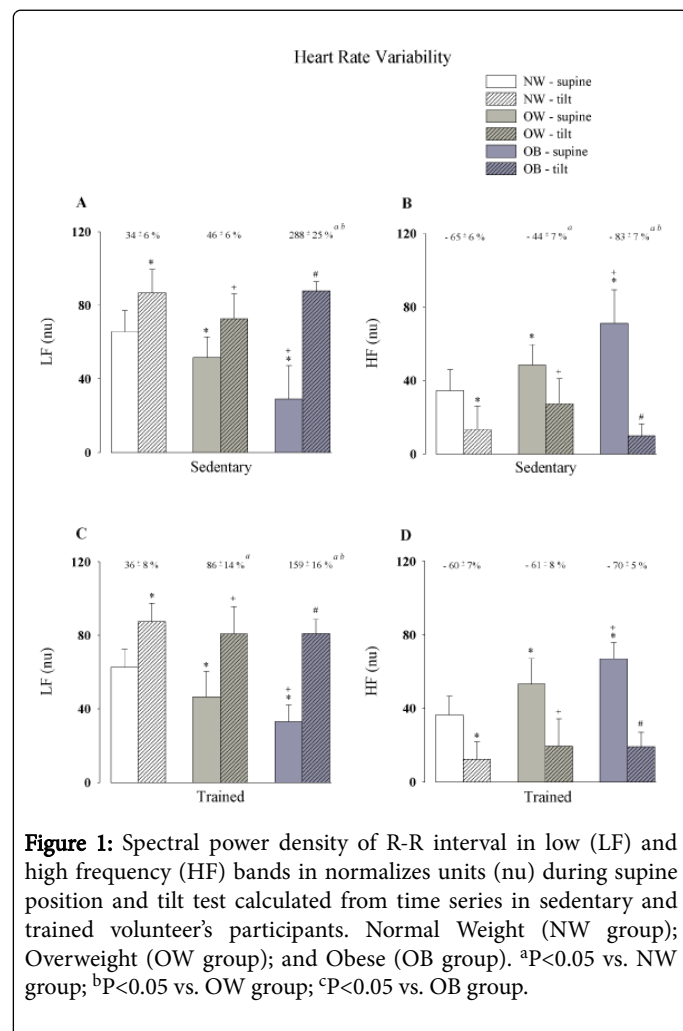 Heart Rate Variability
NW - supine
NW - tilt
OW - supine
OW - tilt
OB - supine
OB - tilt
A
34 ± 6 % 46 ± 6 % 288 ± 25 % a b
120
80
40
0
LF (nu)
* * + + * #
Sedentary
B
- 65 ± 6 % - 44 ± 7 % a - 83 ± 7 % a b
120
80
40
0
HF (nu)
* * + + * #
Sedentary
C
36 ± 8 % 86 ± 14 % a 159 ± 16 % a b
120
80
40
0
LF (nu)
* * + + * #
Trained
D
- 60 ± 7% - 61 ± 8 % - 70 ± 5 %
120
80
40
0
HF (nu)
* * + + * #
Trained
Figure 1: Spectral power density of R-R interval in low (LF) and
high frequency (HF) bands in normalizes units (nu) during supine
position and tilt test calculated from time series in sedentary and
trained volunteer's participants. Normal Weight (NW group);
Overweight (OW group); and Obese (OB group). aP<0.05 vs. NW
group; bP<0.05 vs. OW group; cP<0.05 vs. OB group.